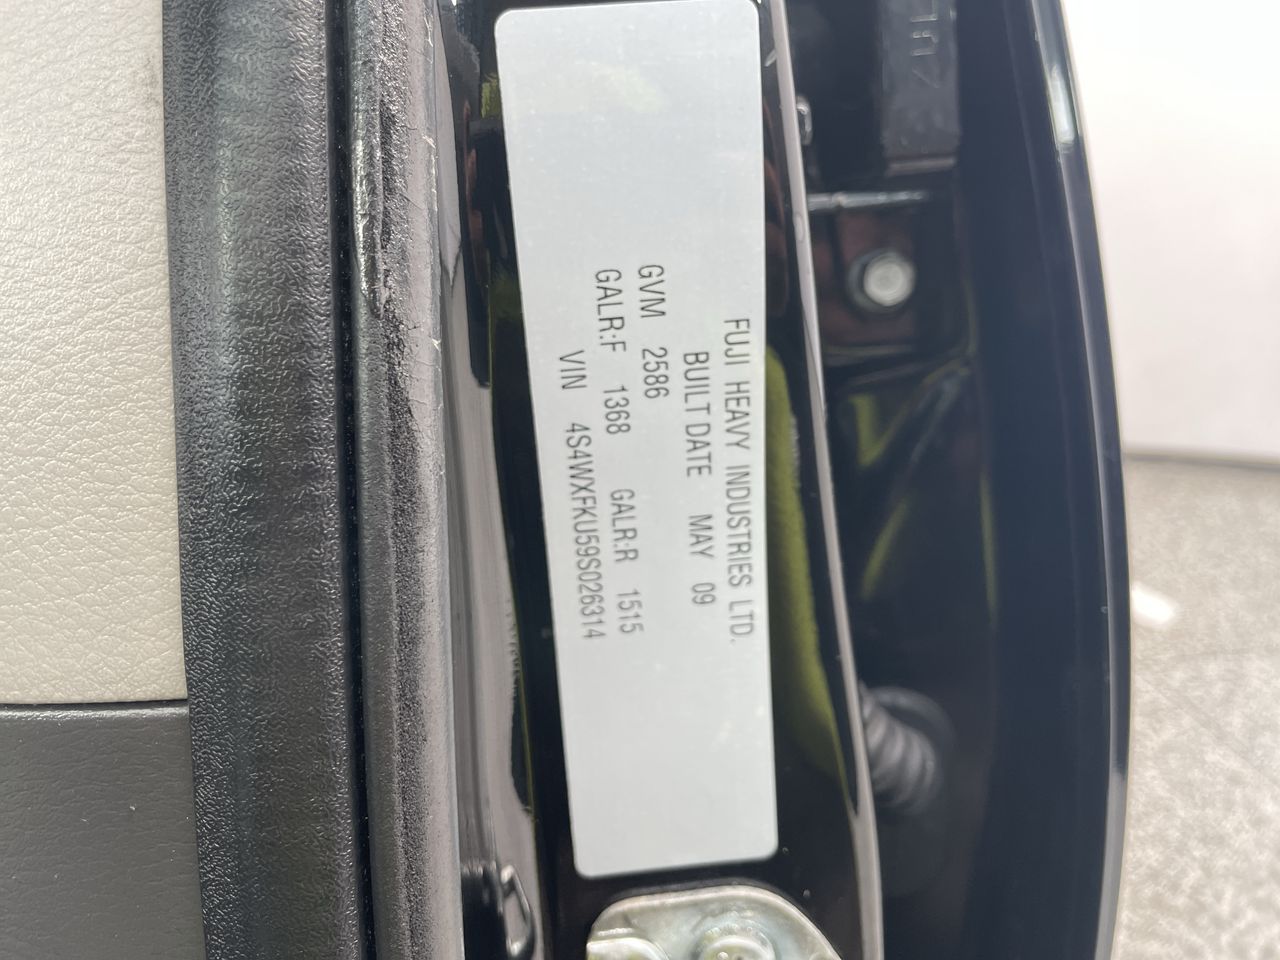 FUJI HEAVY INDUSTRIES LTD.
BUILT DATE MAY 09
GVM 2586
GALR:F 1368 GALR:R 1515
VIN 4S4WXFKU59S026314